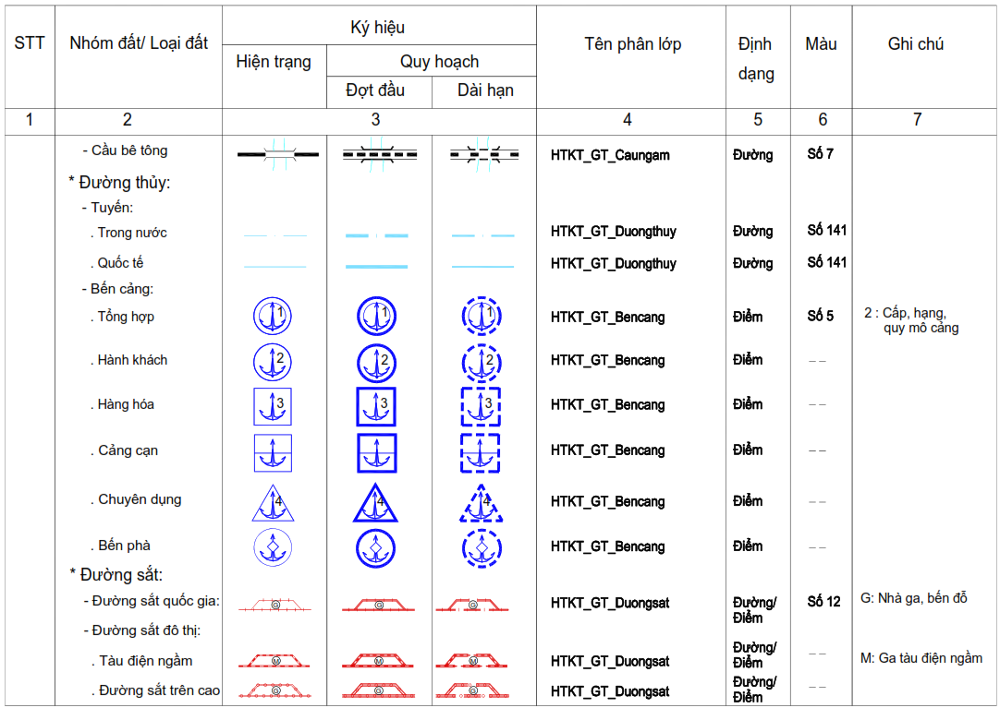 STT Nhóm đất/ Loại đất Ký hiệu Tên phân lớp Định dạng Màu Ghi chú
Hiện trạng Quy hoạch
Đợt đầu Dài hạn
1 2 3 4 5 6 7
- Cầu bê tông HTKT_GT_Caungam Đường Số 7
* Đường thủy:
- Tuyến:
. Trong nước HTKT_GT_Duongthuy Đường Số 141
. Quốc tế HTKT_GT_Duongthuy Đường Số 141
- Bến cảng:
. Tổng hợp 1 1 1 HTKT_GT_Bencang Điểm Số 5 2 : Cấp, hạng,
quy mô cảng
. Hành khách 2 2 2 HTKT_GT_Bencang Điểm – –
. Hàng hóa 3 3 3 HTKT_GT_Bencang Điểm – –
. Cảng cạn HTKT_GT_Bencang Điểm – –
. Chuyên dụng 4 4 4 HTKT_GT_Bencang Điểm – –
. Bến phà HTKT_GT_Bencang Điểm – –
* Đường sắt:
- Đường sắt quốc gia: G G G HTKT_GT_Duongsat Đường/ Điểm Số 12 G: Nhà ga, bến đỗ
- Đường sắt đô thị:
. Tàu điện ngầm M M M HTKT_GT_Duongsat Đường/ Điểm – – M: Ga tàu điện ngầm
. Đường sắt trên cao G G G HTKT_GT_Duongsat Đường/ Điểm – –